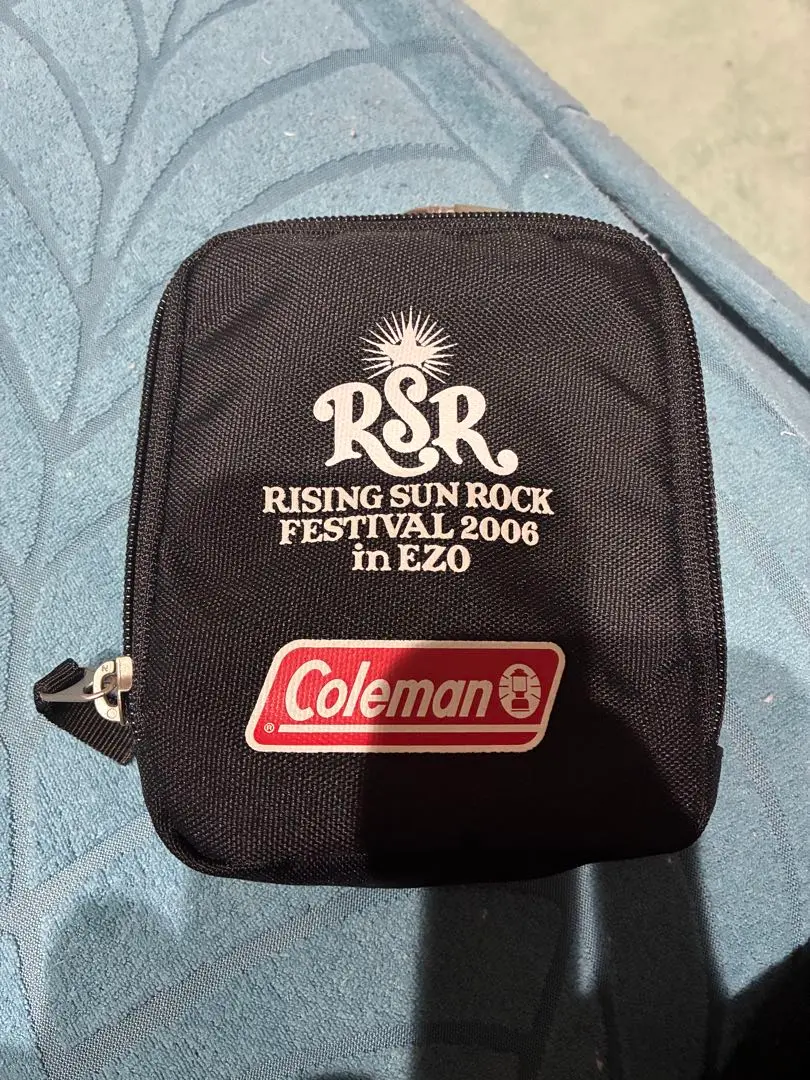 RSR
RISING SUN ROCK
FESTIVAL 2006
in EZO
Coleman
®